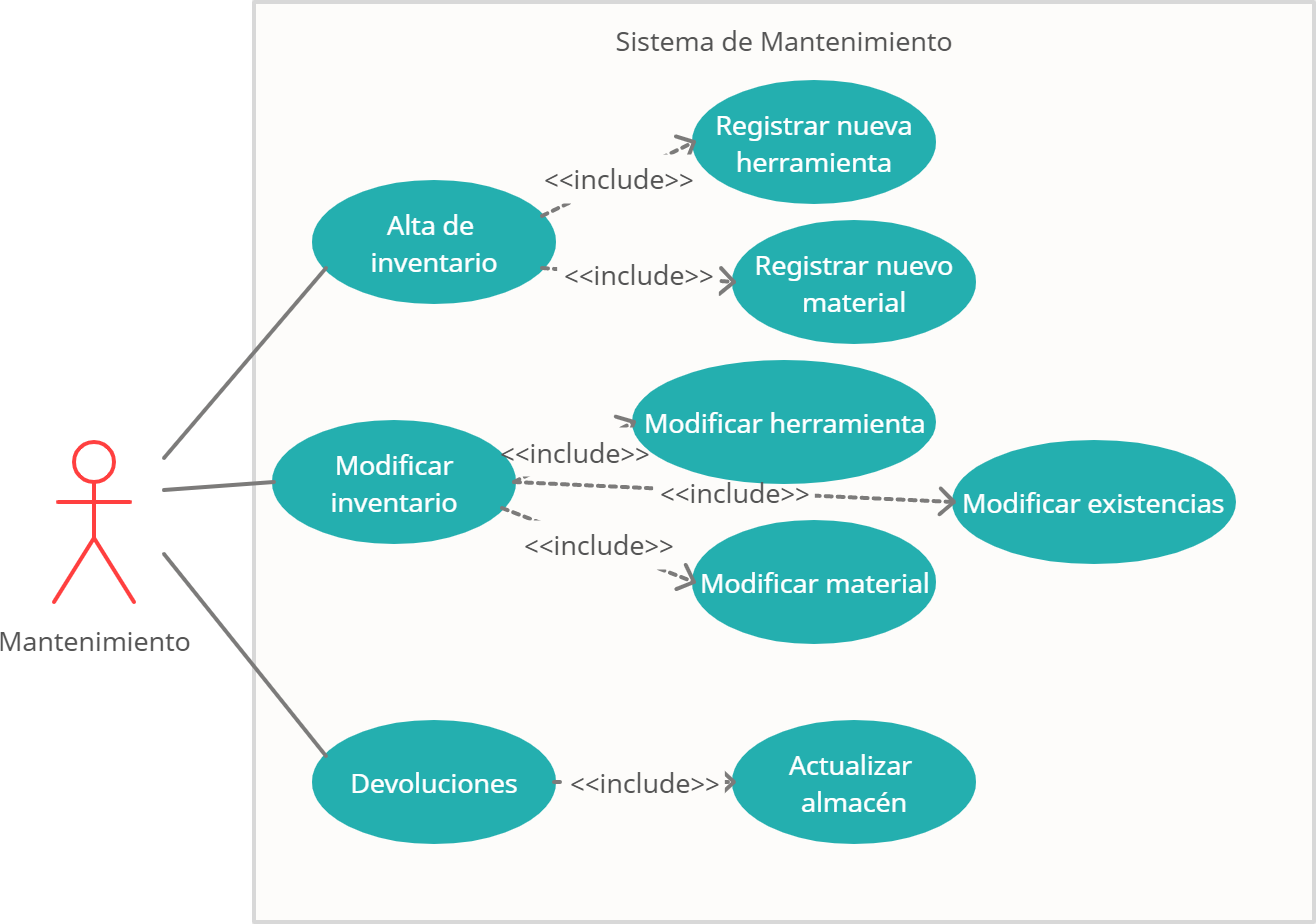 Sistema de Mantenimiento
Registrar nueva
herramienta
<<include>>
Alta de
inventario
<<include>>
Registrar nuevo
material
Modificar herramienta
<<include>>
Modificar
inventario
<<include>>
Modificar existencias
<<include>>
Modificar material
Mantenimiento
Devoluciones
<<include>>
Actualizar
almacén